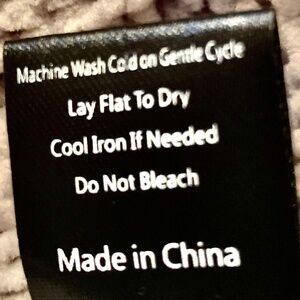 Machine Wash Cold on Gentle Cycle
Lay Flat To Dry
Cool Iron If Needed
Do Not Bleach
Made in China